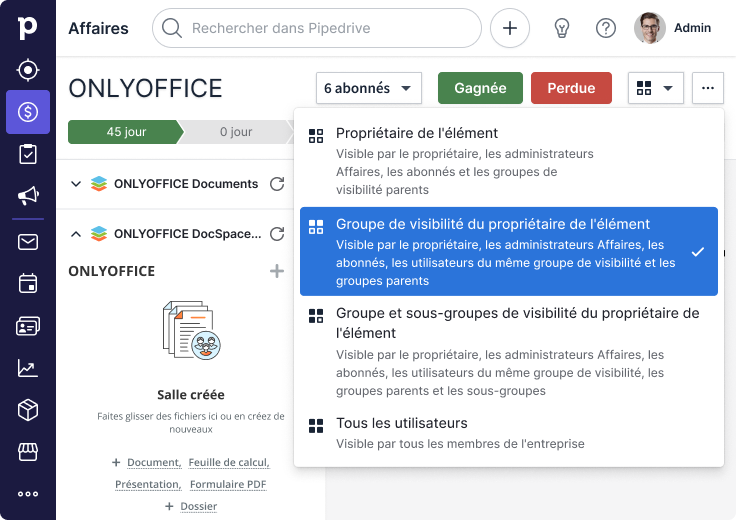 Affaires
Rechercher dans Pipedrive
Admin
ONLYOFFICE
6 abonnés
Gagnée
Perdue
45 jour
0 jour
ONLYOFFICE Documents
ONLYOFFICE DocSpace...
ONLYOFFICE
Salle créée
Faites glisser des fichiers ici ou en créez de
nouveaux
Document, Feuille de calcul,
Présentation, Formulaire PDF
Dossier
Propriétaire de l'élément
Visible par le propriétaire, les administrateurs
Affaires, les abonnés et les groupes de
visibilité parents
Groupe de visibilité du propriétaire de l'élément
Visible par le propriétaire, les administrateurs Affaires, les
abonnés, les utilisateurs du même groupe de visibilité et les
groupes parents
Groupe et sous-groupes de visibilité du propriétaire de
l'élément
Visible par le propriétaire, les administrateurs Affaires, les
abonnés, les utilisateurs du même groupe de visibilité, les
groupes parents et les sous-groupes
Tous les utilisateurs
Visible par tous les membres de l'entreprise